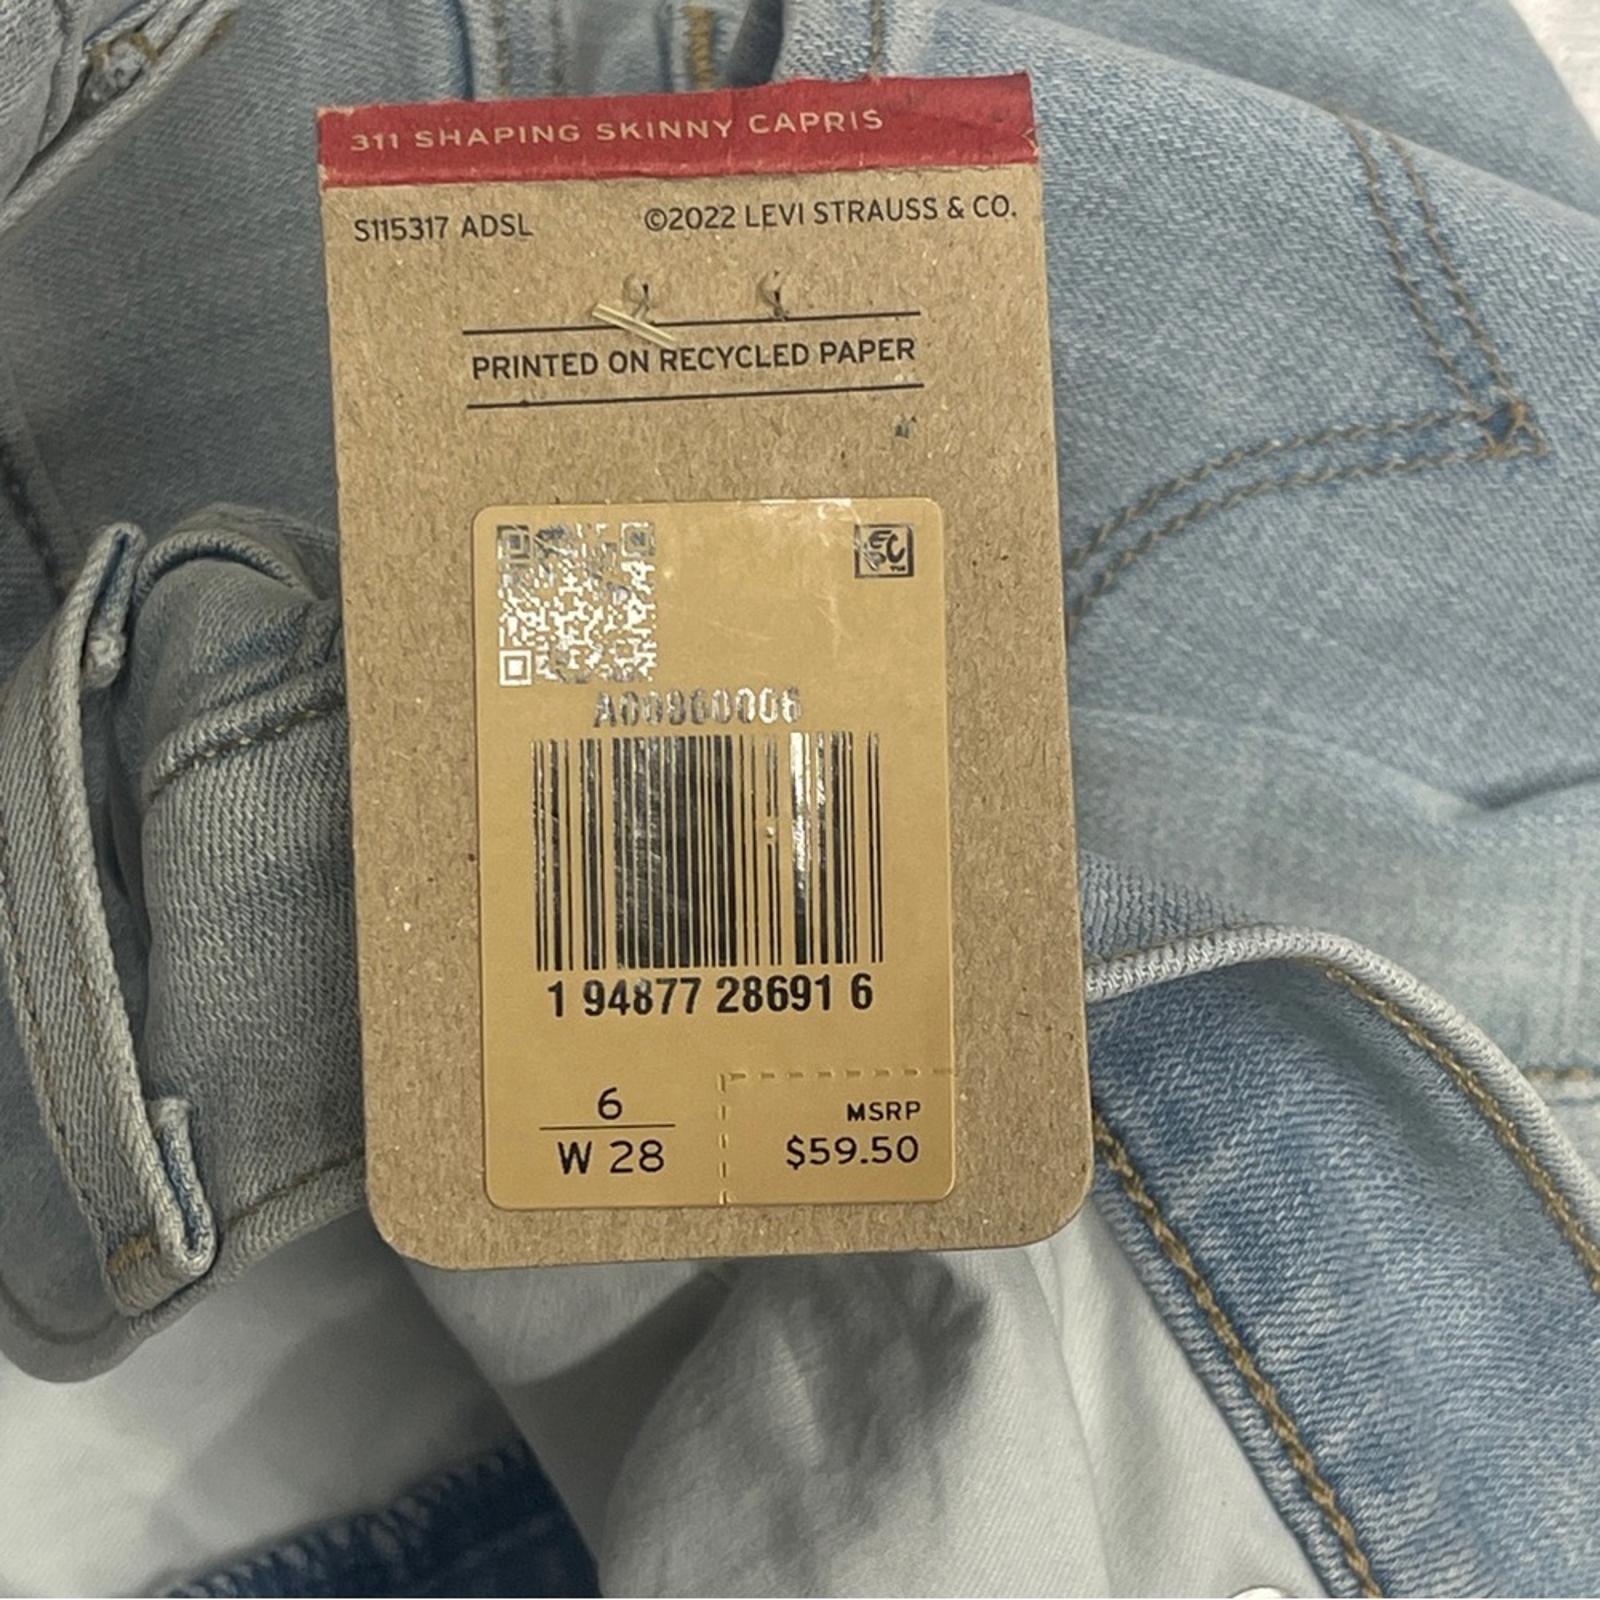 311 SHAPING SKINNY CAPRIS
S115317 ADSL ©2022 LEVI STRAUSS & CO.
PRINTED ON RECYCLED PAPER
A00860006
1 94877 28691 6
6
W 28
MSRP
$59.50